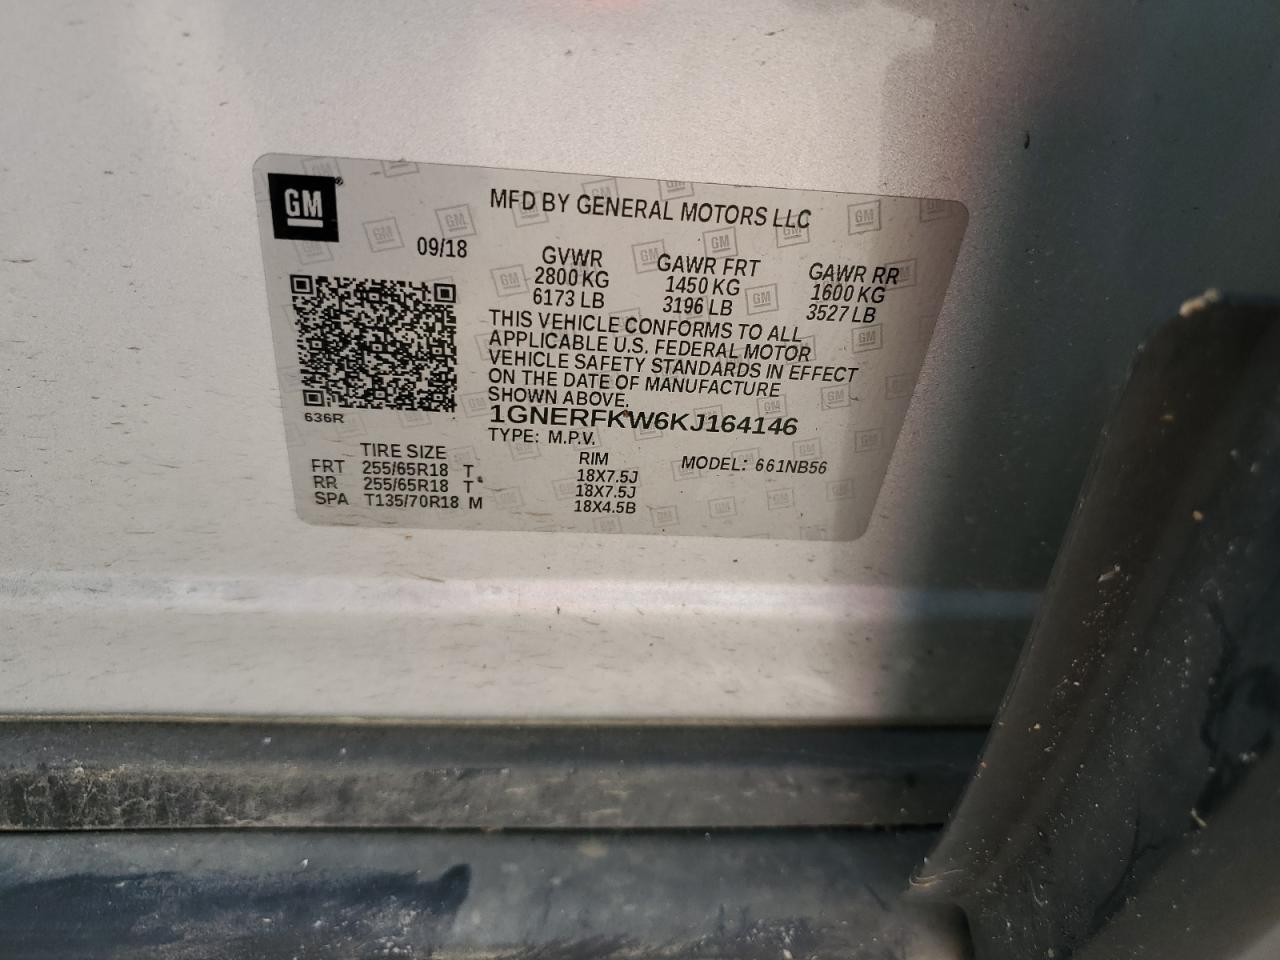 GM
MFD BY GENERAL MOTORS LLC
09/18
GVWR GAWR FRT GAWR RR
2800 KG 1450 KG 1600 KG
6173 LB 3196 LB 3527 LB
THIS VEHICLE CONFORMS TO ALL
APPLICABLE U.S. FEDERAL MOTOR
VEHICLE SAFETY STANDARDS IN EFFECT
ON THE DATE OF MANUFACTURE
SHOWN ABOVE.
636R
1GNERFKW6KJ164146
TYPE: M.P.V.
TIRE SIZE RIM MODEL: 661NB56
FRT 255/65R18 T 18X7.5J
RR 255/65R18 T 18X7.5J
SPA T135/70R18 M 18X4.5B